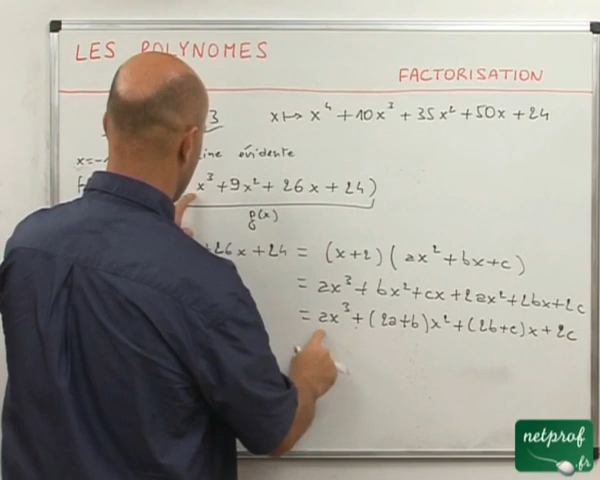 LES POLYNOMES
FACTORISATION
3 x ↦ x⁴ + 10x³ + 35x² + 50x + 24
x=-1 évidente
x³ + 9x² + 26x + 24)
g(x)
+26x + 24 = (x+2)(ax² + bx + c)
= ax³ + bx² + cx + 2ax² + 2bx + 2c
= ax³ + (2a+b)x² + (2b+c)x + 2c
netprof
.fr